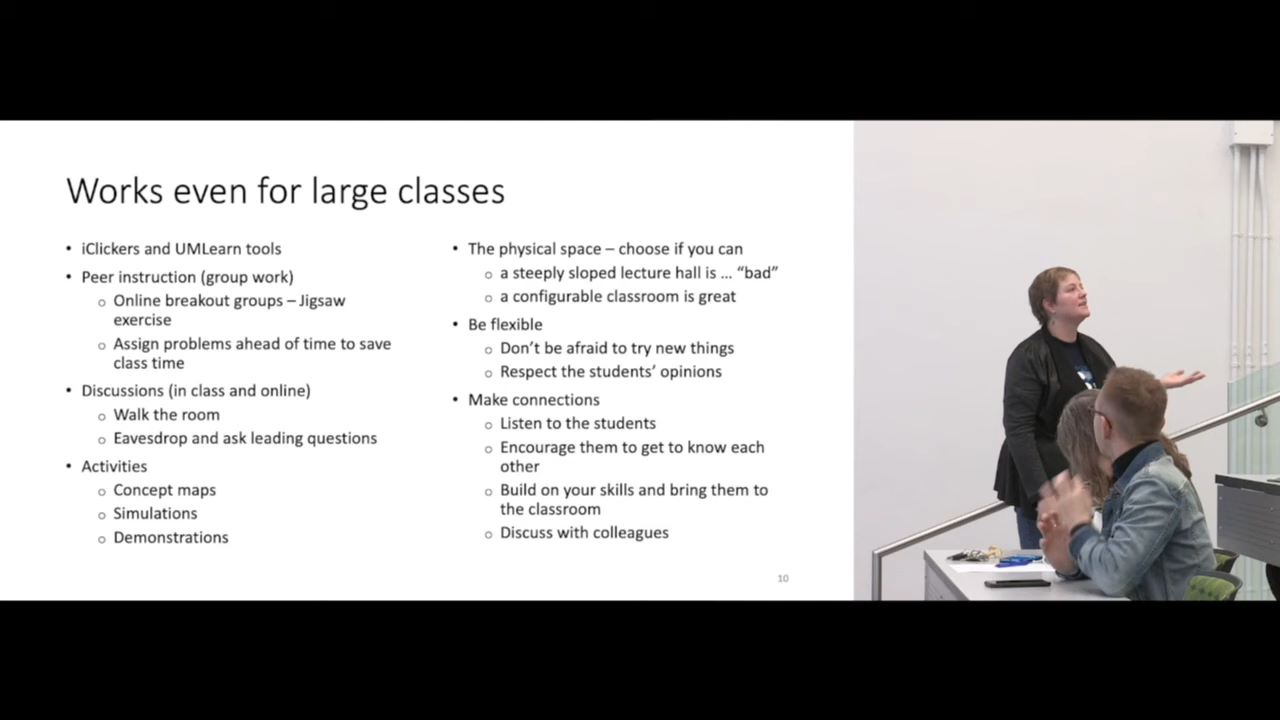 Works even for large classes
• iClickers and UMLearn tools
• Peer instruction (group work)
o Online breakout groups – Jigsaw
exercise
o Assign problems ahead of time to save
class time
• Discussions (in class and online)
o Walk the room
o Eavesdrop and ask leading questions
• Activities
o Concept maps
o Simulations
o Demonstrations
• The physical space – choose if you can
o a steeply sloped lecture hall is … “bad”
o a configurable classroom is great
• Be flexible
o Don’t be afraid to try new things
o Respect the students’ opinions
• Make connections
o Listen to the students
o Encourage them to get to know each
other
o Build on your skills and bring them to
the classroom
o Discuss with colleagues
10